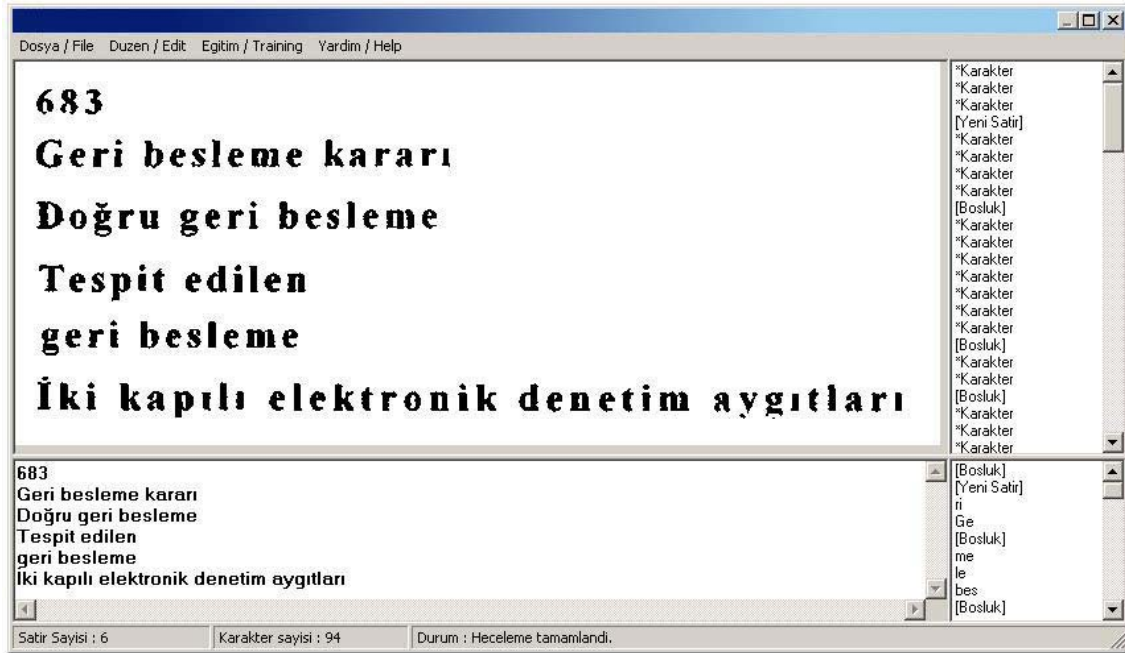 Dosya / File Duzen / Edit Egitim / Training Yardim / Help
683
Geri besleme kararı
Doğru geri besleme
Tespit edilen
geri besleme
İki kapılı elektronik denetim aygıtları
*Karakter
*Karakter
*Karakter
[Yeni Satir]
*Karakter
*Karakter
*Karakter
*Karakter
[Bosluk]
*Karakter
*Karakter
*Karakter
*Karakter
*Karakter
*Karakter
*Karakter
[Bosluk]
*Karakter
*Karakter
[Bosluk]
*Karakter
*Karakter
*Karakter
683
Geri besleme kararı
Doğru geri besleme
Tespit edilen
geri besleme
İki kapılı elektronik denetim aygıtları
[Bosluk]
[Yeni Satir]
ri
Ge
[Bosluk]
me
le
bes
[Bosluk]
Satir Sayisi : 6 Karakter sayisi : 94 Durum : Heceleme tamamlandi.